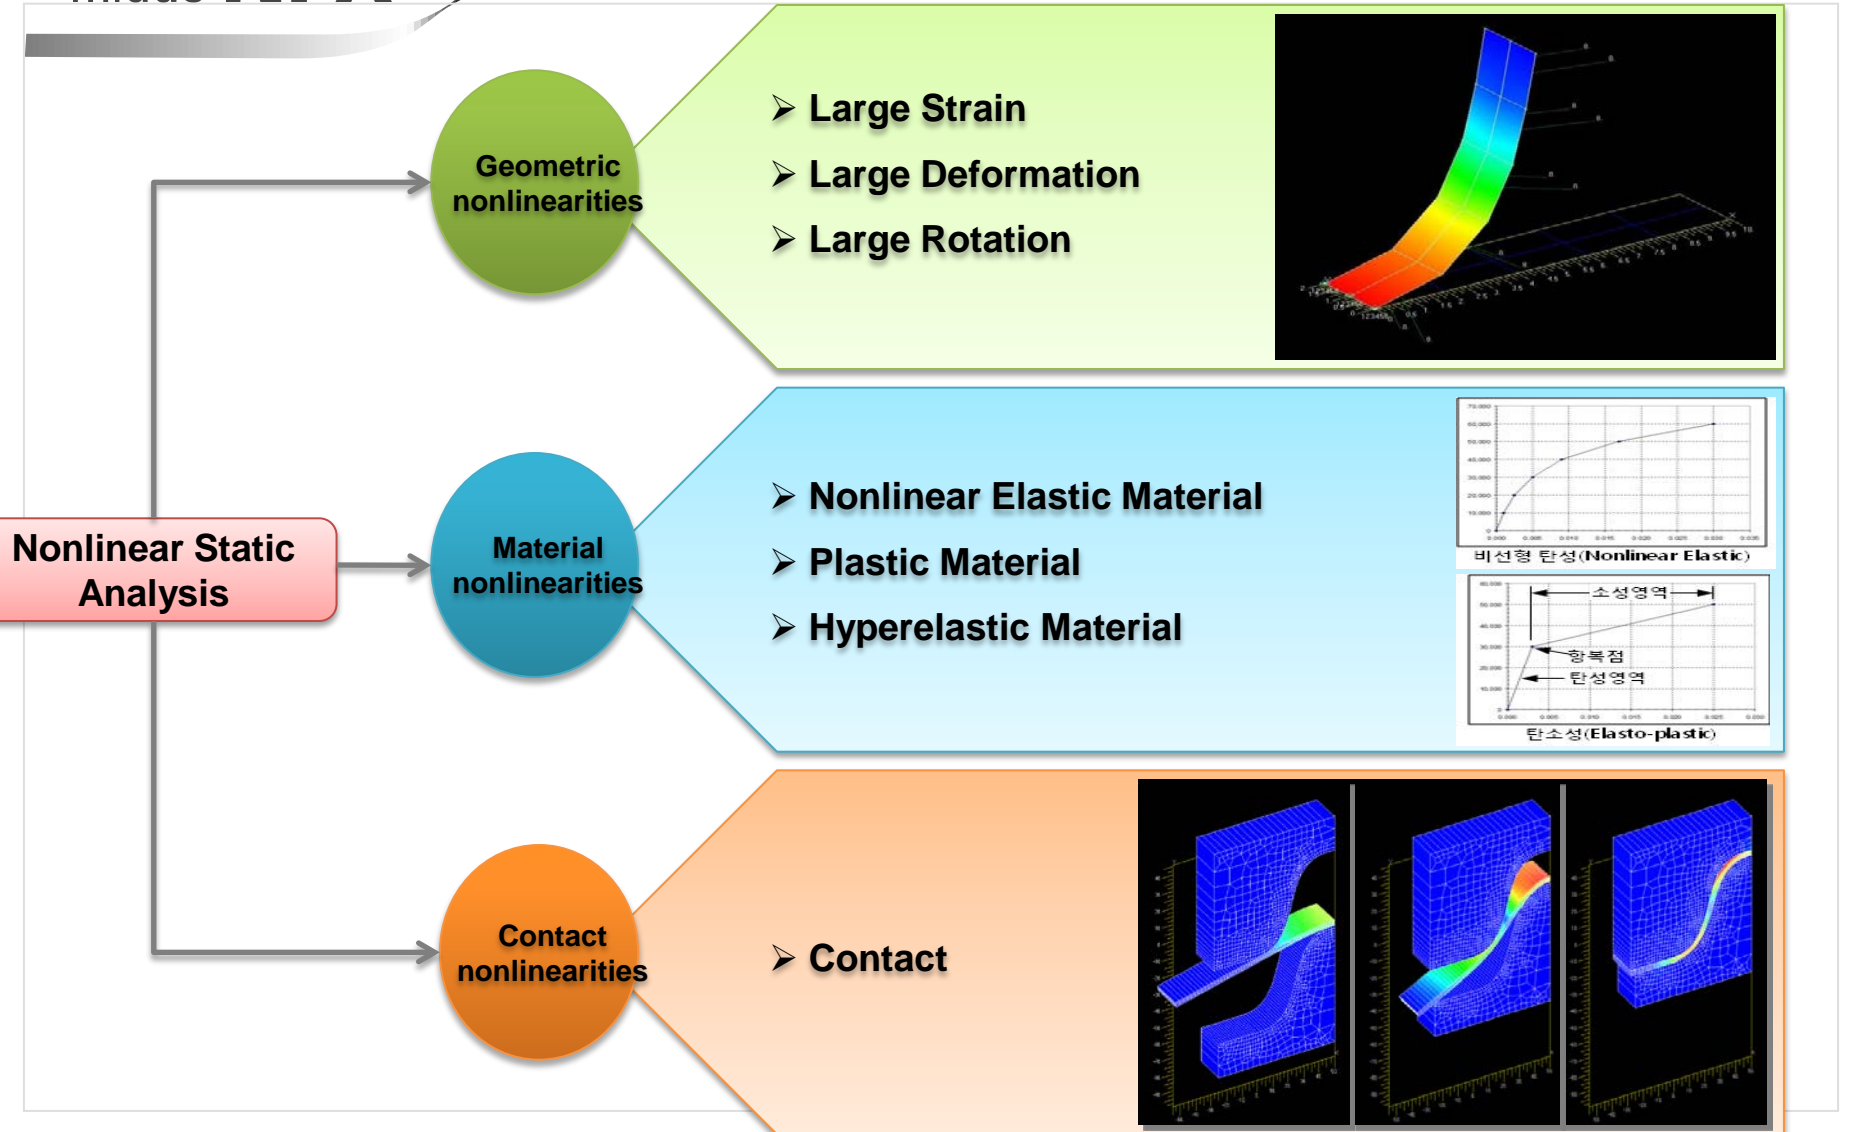 Nonlinear Static
Analysis
Geometric
nonlinearities
➢ Large Strain
➢ Large Deformation
➢ Large Rotation
Material
nonlinearities
➢ Nonlinear Elastic Material
➢ Plastic Material
➢ Hyperelastic Material
비선형 탄성(Nonlinear Elastic)
소성영역
항복점
탄성영역
탄소성(Elasto-plastic)
Contact
nonlinearities
➢ Contact